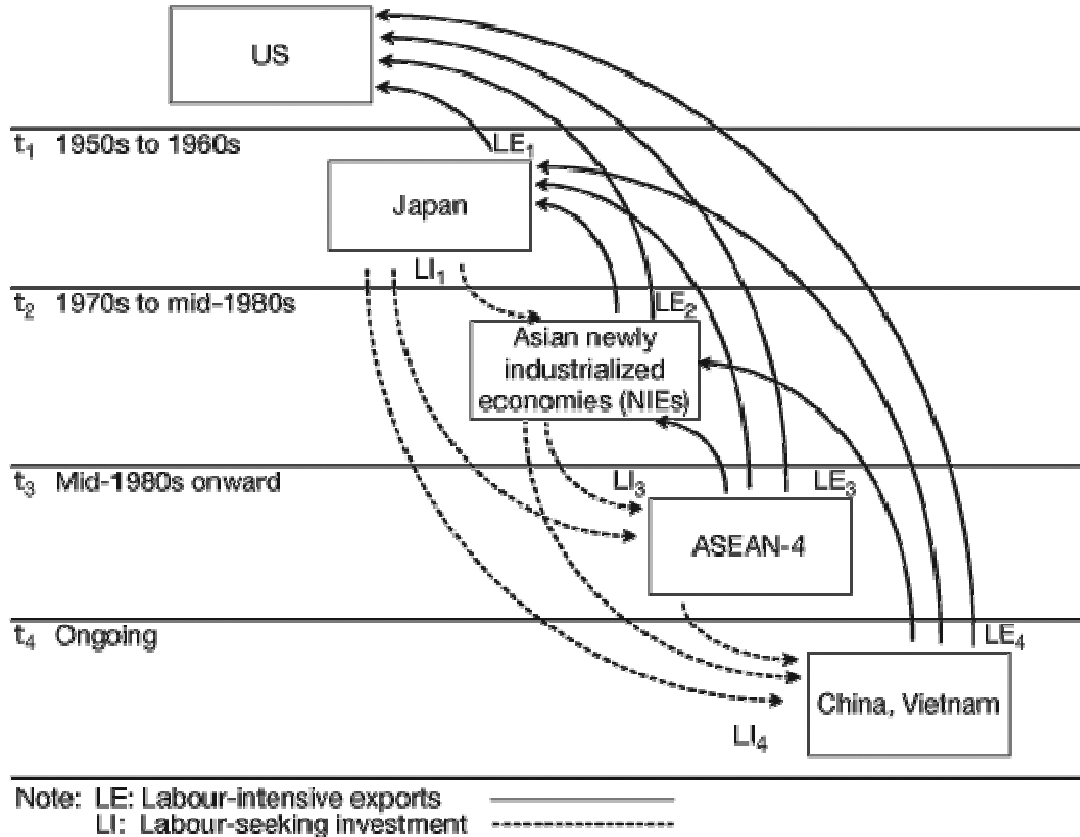 US
t₁ 1950s to 1960s
LE₁
Japan
LI₁
t₂ 1970s to mid-1980s
LE₂
Asian newly
industrialized
economies (NIEs)
t₃ Mid-1980s onward
LI₃
LE₃
ASEAN-4
t₄ Ongoing
LE₄
China, Vietnam
LI₄
Note: LE: Labour-intensive exports
LI: Labour-seeking investment